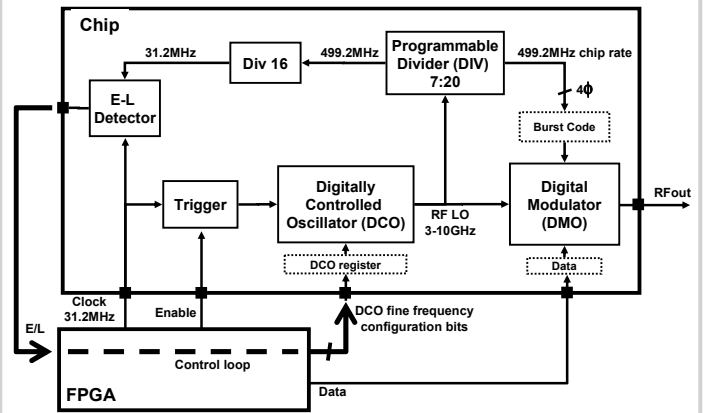 Chip
31.2MHz
Div 16
499.2MHz
Programmable
Divider (DIV)
7:20
499.2MHz chip rate
4ϕ
E-L
Detector
Burst Code
Trigger
Digitally
Controlled
Oscillator (DCO)
RF LO
3-10GHz
Digital
Modulator
(DMO)
RFout
DCO register
Data
Clock
31.2MHz
Enable
DCO fine frequency
configuration bits
E/L
Control loop
FPGA
Data